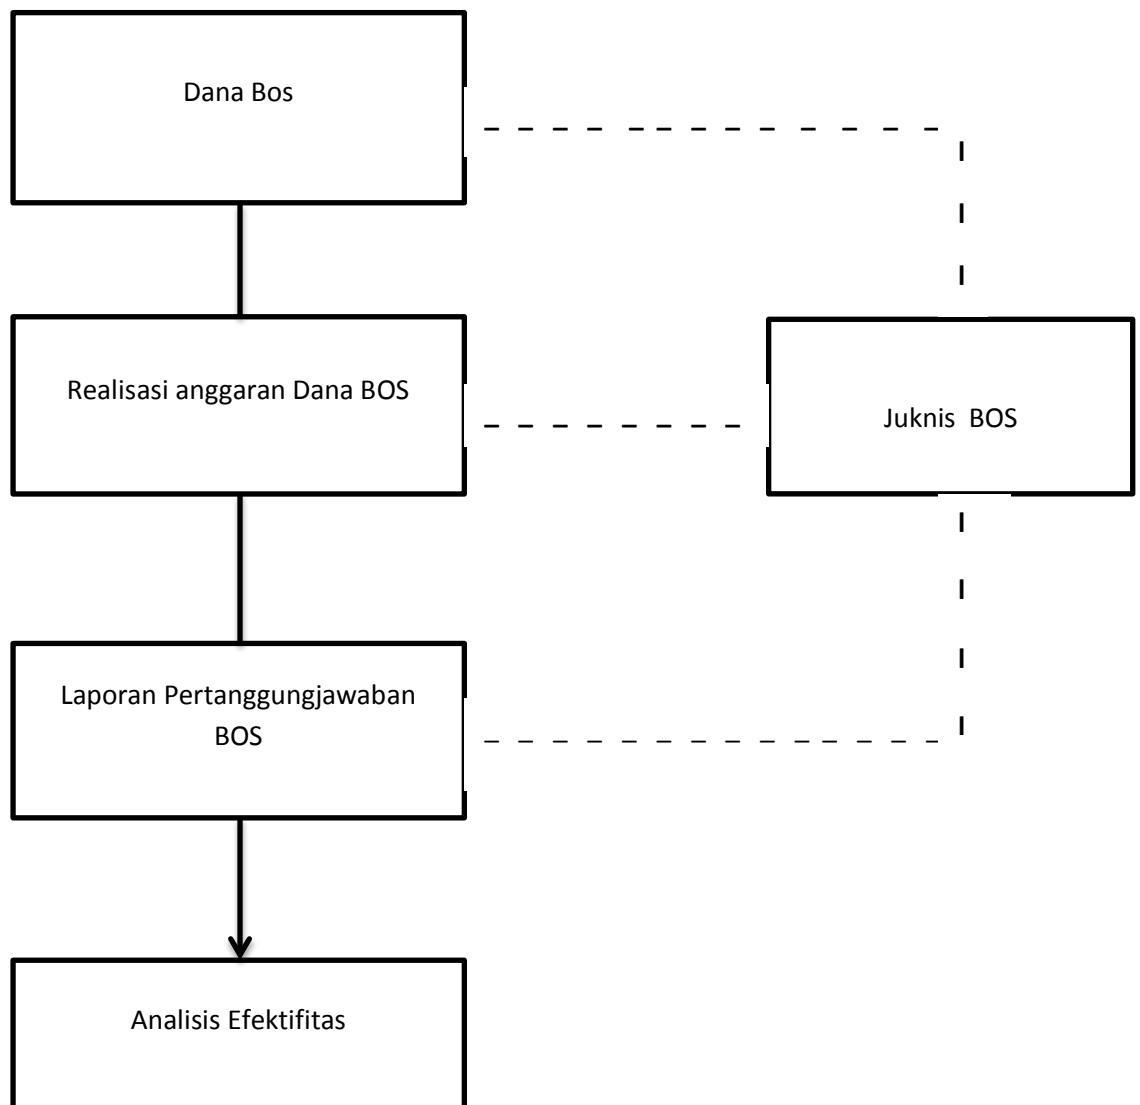 Dana Bos
Realisasi anggaran Dana BOS
Juknis  BOS
Laporan Pertanggungjawaban
BOS
Analisis Efektifitas